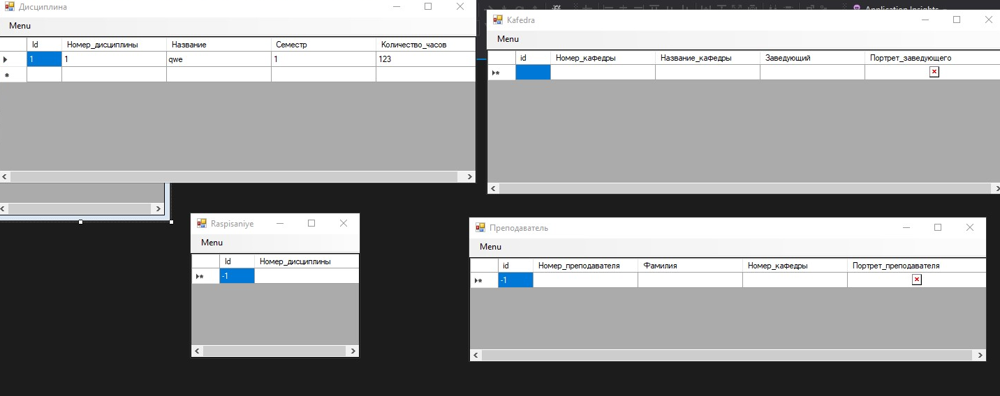 Дисциплина
Menu
Id Номер_дисциплины Название Семестр Количество_часов
1 1 qwe 1 123
Application Insights
Kafedra
Menu
id Номер_кафедры Название_кафедры Заведующий Портрет_заведующего
Raspisaniye
Menu
Id Номер_дисциплины
-1
Преподаватель
Menu
id Номер_преподавателя Фамилия Номер_кафедры Портрет_преподавателя
-1